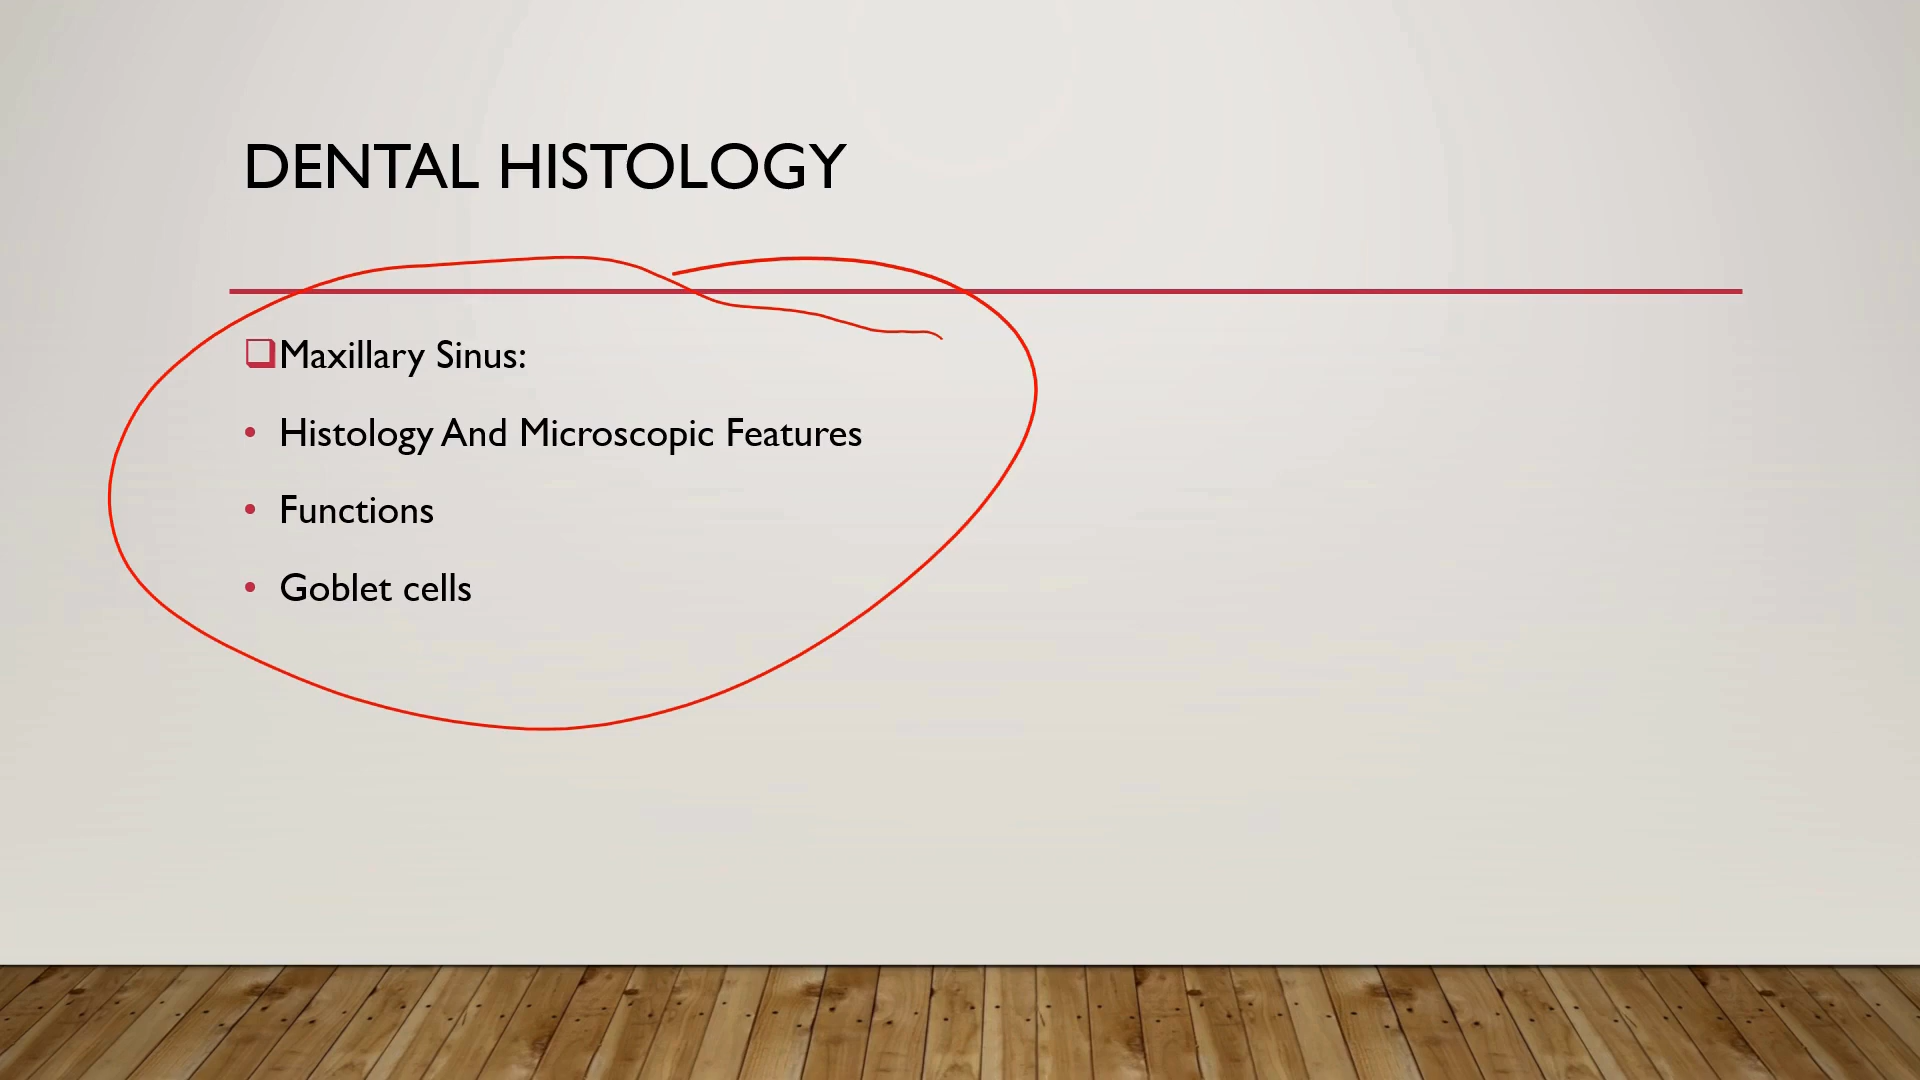 DENTAL HISTOLOGY
Maxillary Sinus:
Histology And Microscopic Features
Functions
Goblet cells